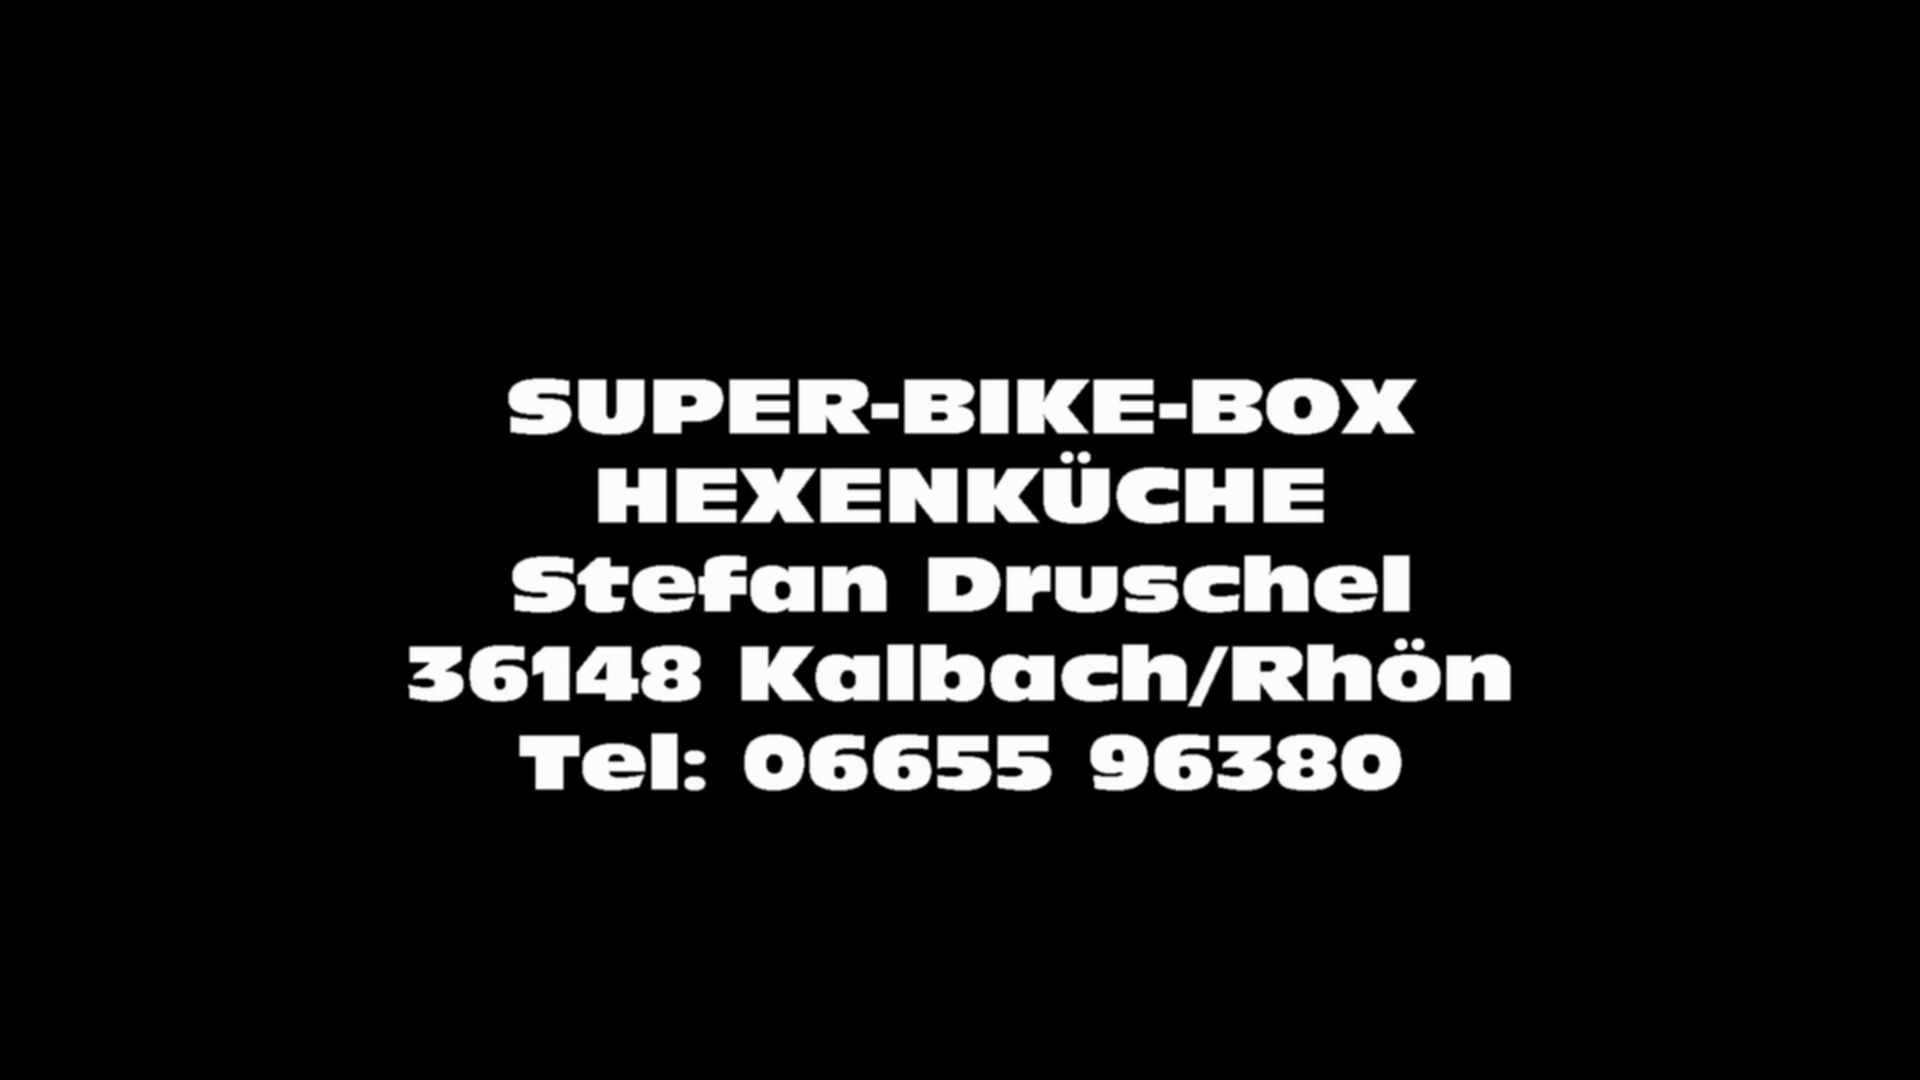 SUPER-BIKE-BOX
HEXENKÜCHE
Stefan Druschel
36148 Kalbach/Rhön
Tel: 06655 96380